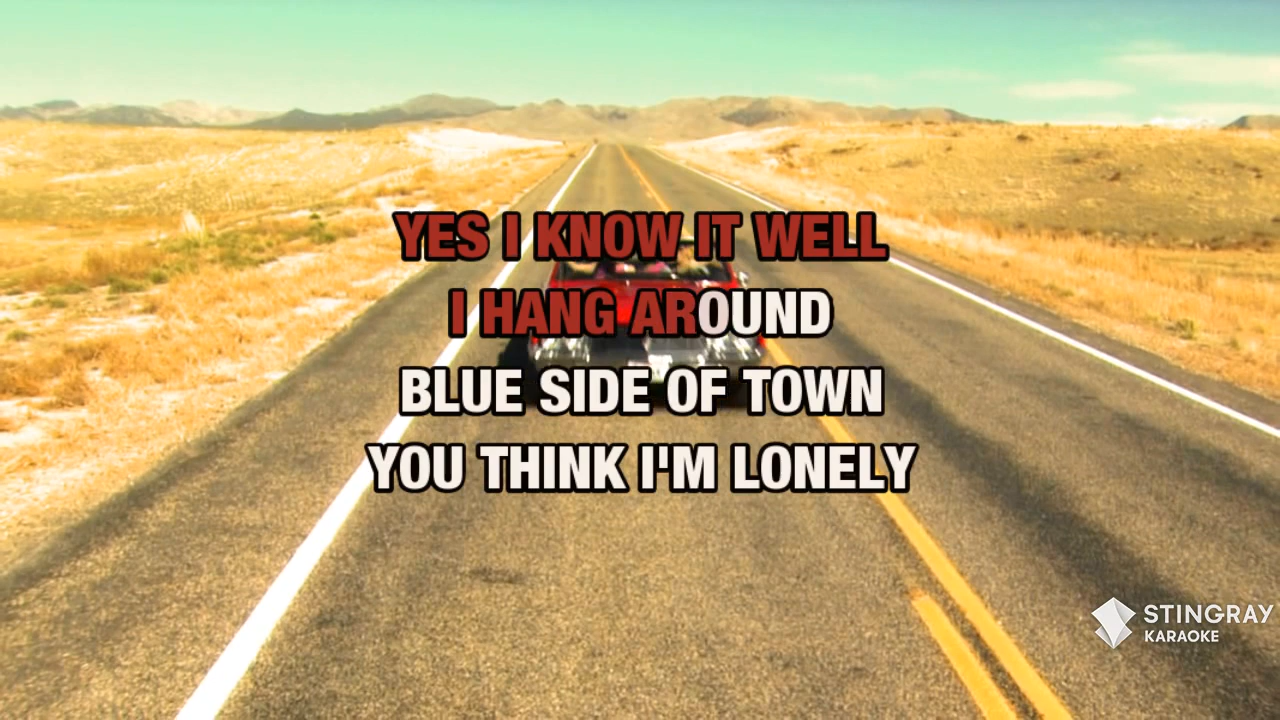 YES I KNOW IT WELL
I HANG AROUND
BLUE SIDE OF TOWN
YOU THINK I'M LONELY
STINGRAY
KARAOKE